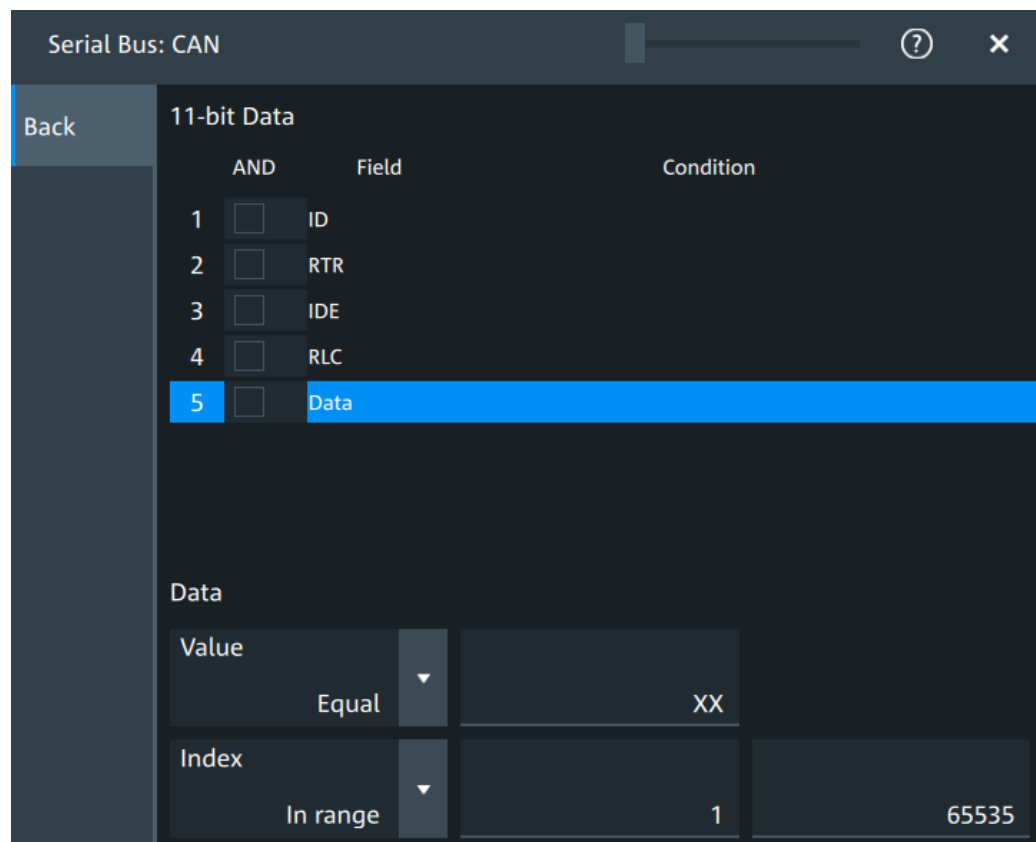 Serial Bus: CAN ?
Back
11-bit Data
AND Field Condition
1 ID
2 RTR
3 IDE
4 RLC
5 Data
Data
Value
Equal XX
Index
In range 1 65535